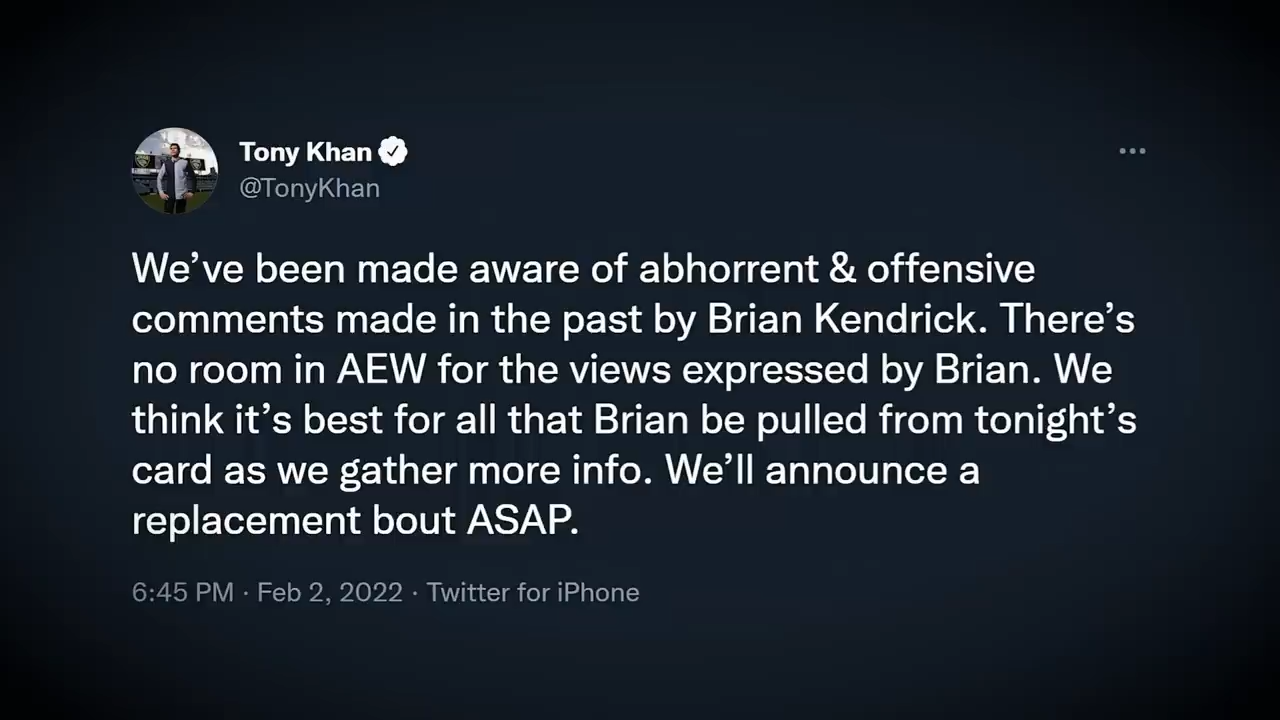 Tony Khan
@TonyKhan
We’ve been made aware of abhorrent & offensive
comments made in the past by Brian Kendrick. There’s
no room in AEW for the views expressed by Brian. We
think it’s best for all that Brian be pulled from tonight’s
card as we gather more info. We’ll announce a
replacement bout ASAP.
6:45 PM · Feb 2, 2022 · Twitter for iPhone